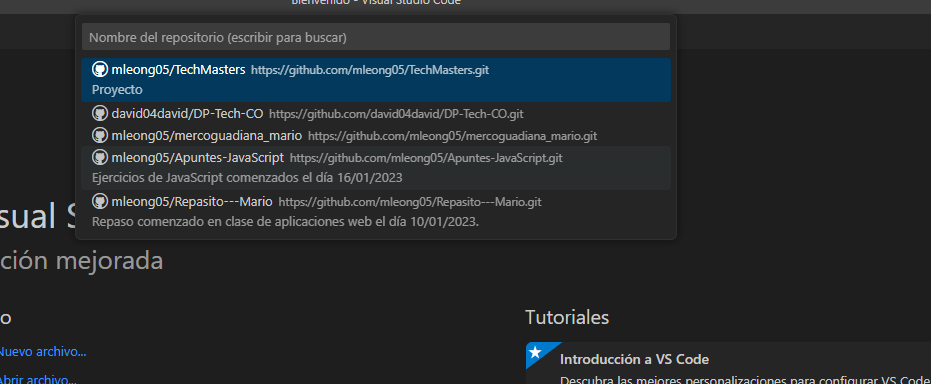 Bienvenido - Visual Studio Code
Nombre del repositorio (escribir para buscar)
mleong05/TechMasters https://github.com/mleong05/TechMasters.git
Proyecto
david04david/DP-Tech-CO https://github.com/david04david/DP-Tech-CO.git
mleong05/mercoguadiana_mario https://github.com/mleong05/mercoguadiana_mario.git
mleong05/Apuntes-JavaScript https://github.com/mleong05/Apuntes-JavaScript.git
Ejercicios de JavaScript comenzados el día 16/01/2023
mleong05/Repasito---Mario https://github.com/mleong05/Repasito---Mario.git
Repaso comenzado en clase de aplicaciones web el día 10/01/2023.
sual S
ción mejorada
o
Nuevo archivo...
Abrir archivo...
Tutoriales
Introducción a VS Code
Descubra las mejores personalizaciones para configurar VS Code